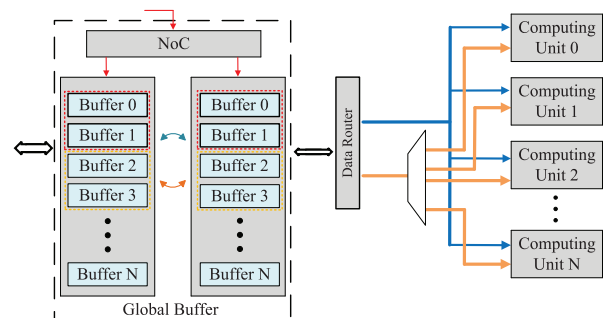 NoC
Buffer 0
Buffer 1
Buffer 2
Buffer 3
Buffer N
Buffer 0
Buffer 1
Buffer 2
Buffer 3
Buffer N
Global Buffer
Data Router
Computing
Unit 0
Computing
Unit 1
Computing
Unit 2
Computing
Unit N